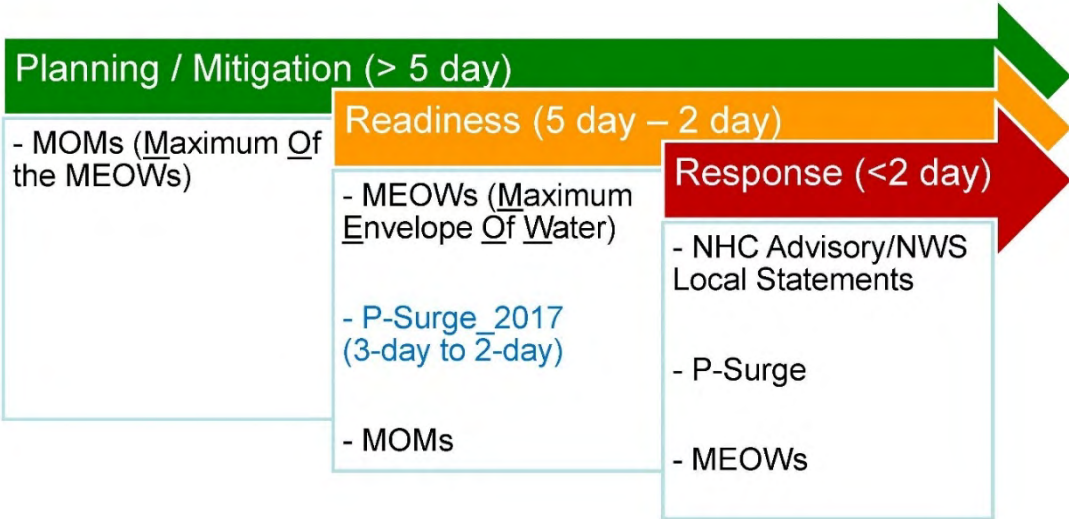 Planning / Mitigation (> 5 day)
- MOMs (Maximum Of
the MEOWs)
Readiness (5 day – 2 day)
- MEOWs (Maximum
Envelope Of Water)
- P-Surge_2017
(3-day to 2-day)
- MOMs
Response (<2 day)
- NHC Advisory/NWS
Local Statements
- P-Surge
- MEOWs